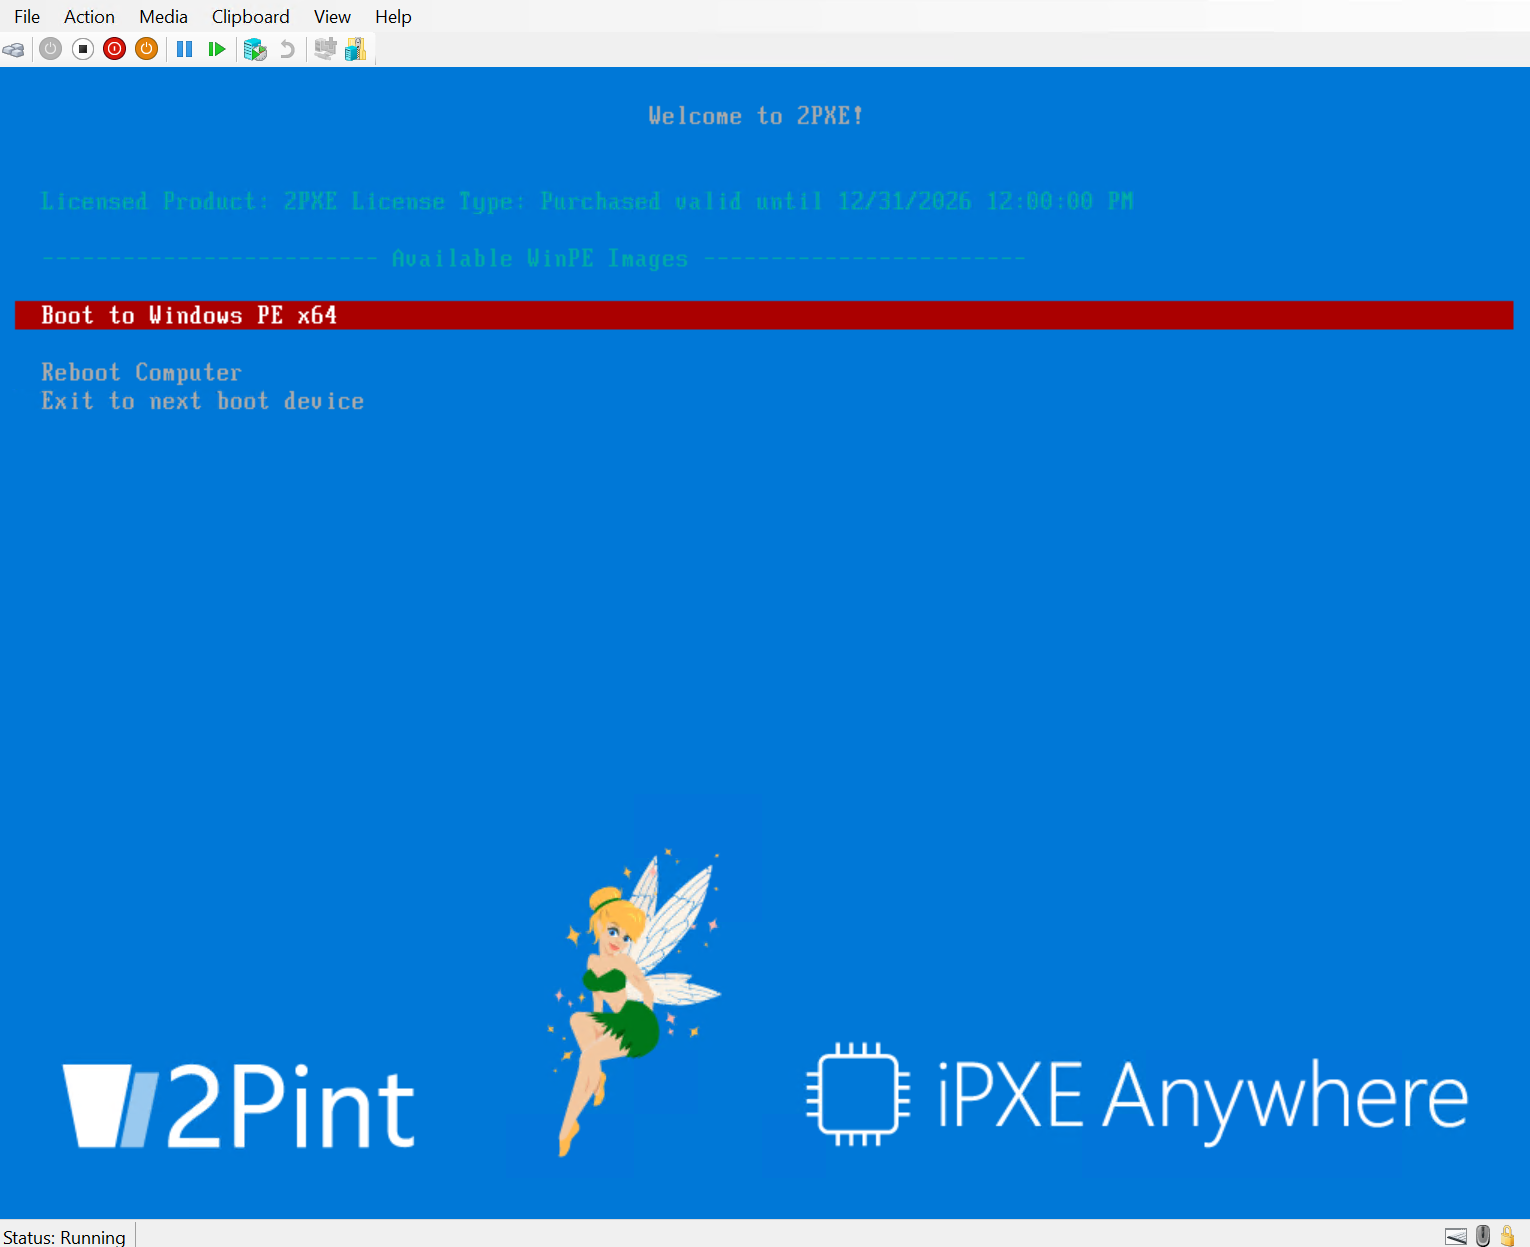 File Action Media Clipboard View Help
Welcome to 2PXE!
Licensed Product: 2PXE License Type: Purchased valid until 12/31/2026 12:00:00 PM
------------------------- Available WinPE Images ------------------------
Boot to Windows PE x64
Reboot Computer
Exit to next boot device
2Pint
iPXE Anywhere
Status: Running